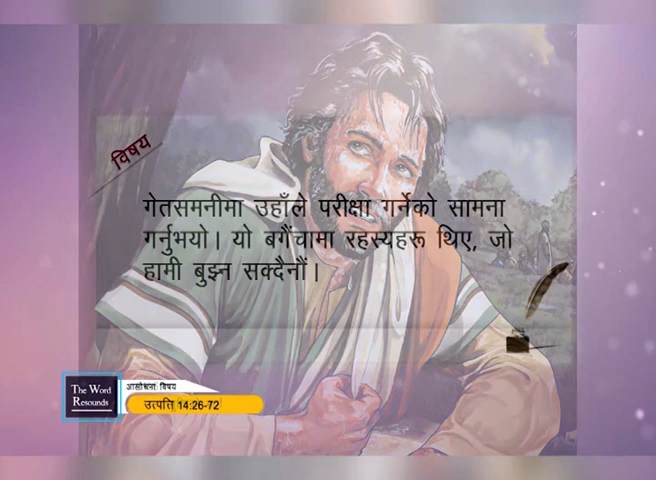 विषय
गेतसमनीमा उहाँले परीक्षा गर्नेको सामना
गर्नुभयो। यो बगैंचामा रहस्यहरू थिए, जो
हामी बुझ्न सक्दैनौं।
The Word
Resounds
आलोचनाः विषय
उत्पत्ति 14:26-72